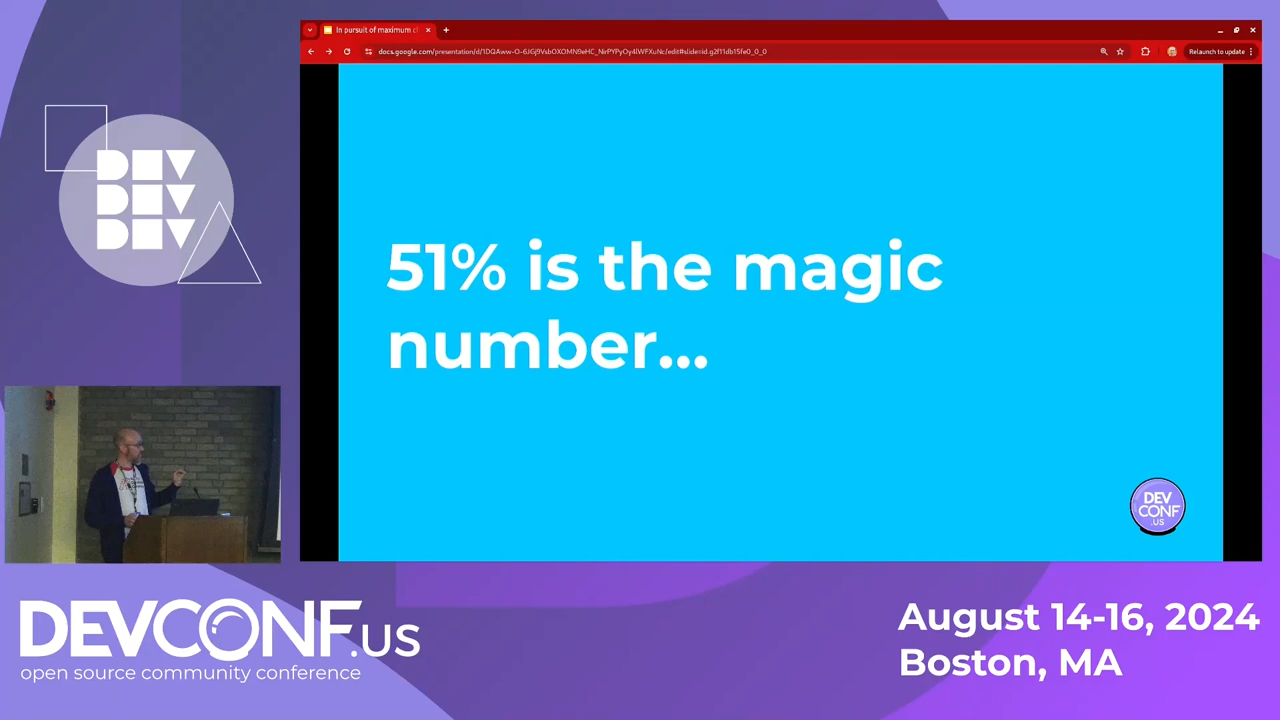 In pursuit of maximum cl
docs.google.com/presentation/d/1DQAww-O-6JGj9VsbOXOMN9eHC_NirPYPyOy4lWFXuNc/edit#slide=id.g2f11db15fe0_0_0
Relaunch to update
DEV
DEV
DEV
51% is the magic
number...
DEV
CONF
.US
DEVCONF.US
open source community conference
August 14-16, 2024
Boston, MA